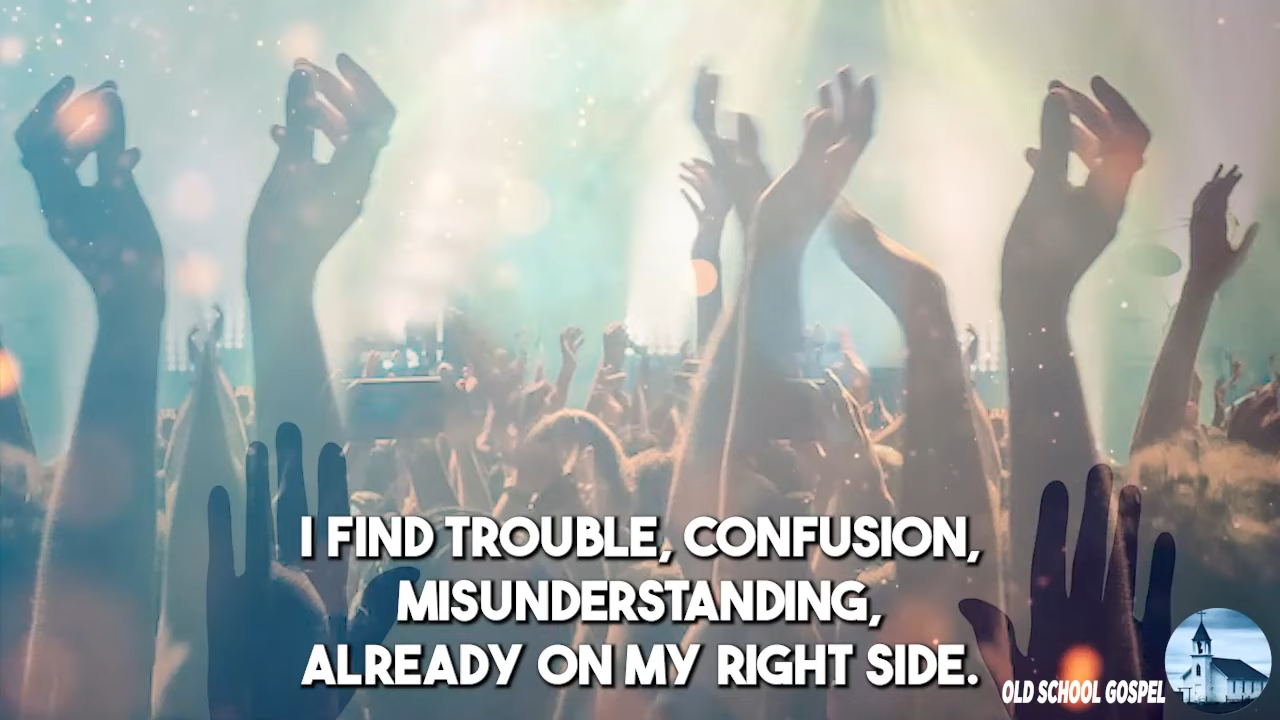 I FIND TROUBLE, CONFUSION,
MISUNDERSTANDING,
ALREADY ON MY RIGHT SIDE.
OLD SCHOOL GOSPEL